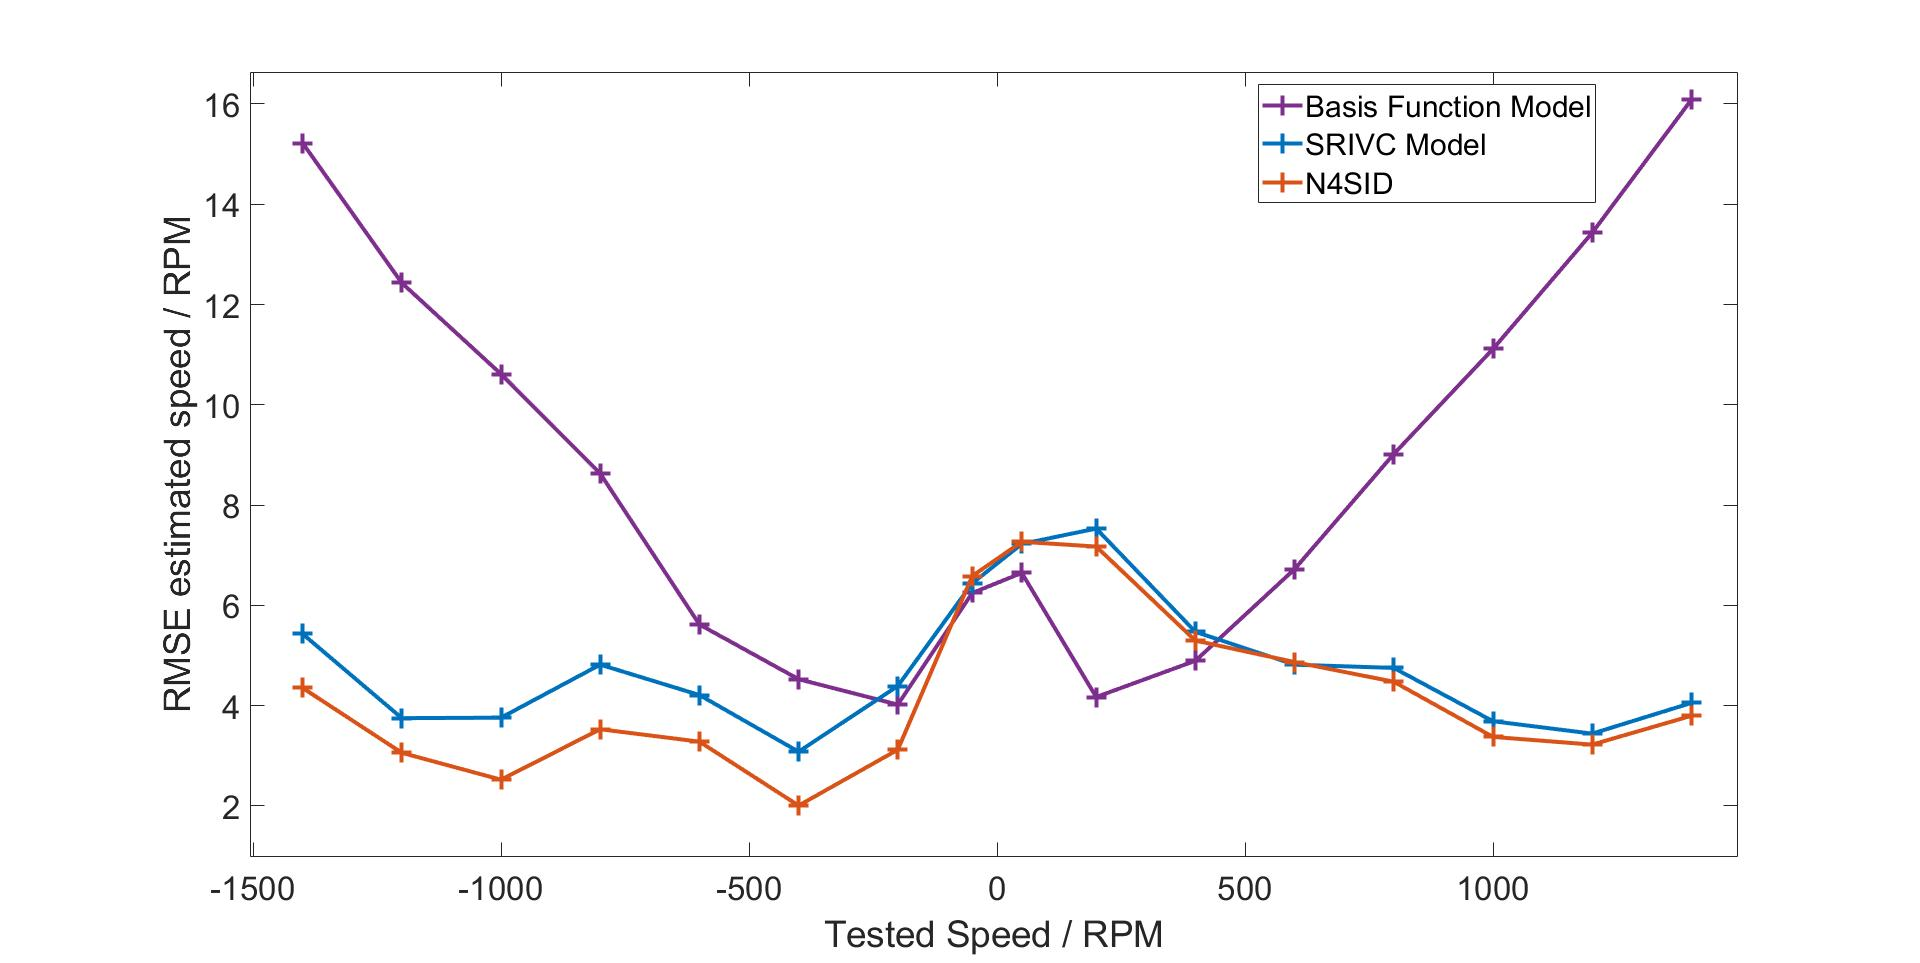 16
14
12
10
8
6
4
2
RMSE estimated speed / RPM
-1500
-1000
-500
0
500
1000
Tested Speed / RPM
Basis Function Model
SRIVC Model
N4SID